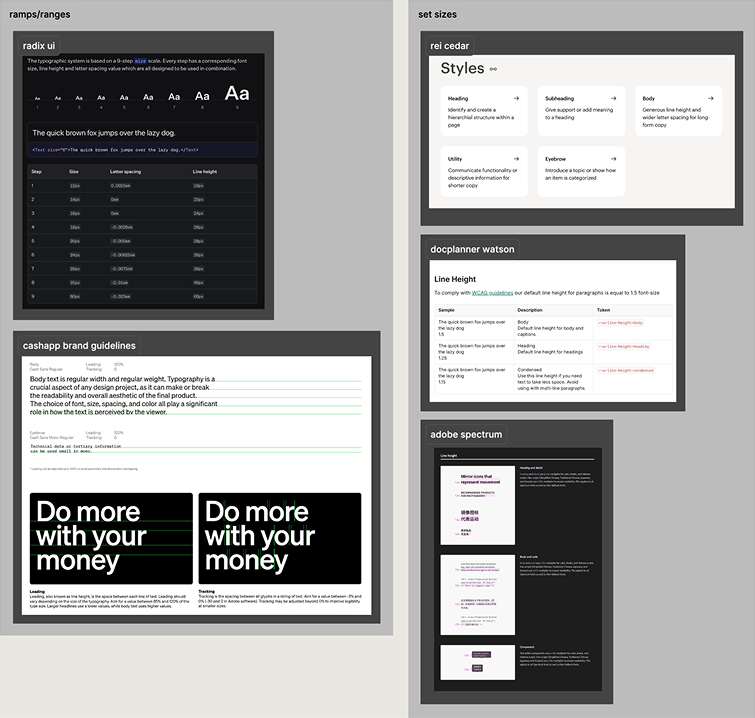 ramps/ranges
radix ui
The typographic system is based on a 9-step size scale. Every step has a corresponding font
size, line height and letter spacing value which are all designed to be used in combination.
Aa Aa Aa Aa Aa Aa Aa Aa Aa
1 2 3 4 5 6 7 8 9
The quick brown fox jumps over the lazy dog.
<Text size="6">The quick brown fox jumps over the lazy dog.</Text>
Step Size Letter spacing Line height
1 12px 0.0025em 16px
2 14px 0em 20px
3 16px 0em 24px
4 18px -0.0025em 26px
5 20px -0.005em 28px
6 24px -0.00625em 30px
7 28px -0.0075em 36px
8 35px -0.01em 40px
9 60px -0.025em 60px
cashapp brand guidelines
Body Leading: 120%
Cash Sans Regular Tracking: 0
Body text is regular width and regular weight. Typography is a
crucial aspect of any design project, as it can make or break
the readability and overall aesthetic of the final product.
The choice of font, size, spacing, and color all play a significant
role in how the text is perceived by the viewer.
Eyebrow Leading: 120%
Cash Sans Mono Regular Tracking: 0
Technical data or tertiary information
can be used small in mono.
Do more
with your
money
Do more
with your
money
Leading
Leading, also known as the height, is the space between each line of text. Leading should
vary depending on the size of the typography. Aim for a value between 85% and 120% of the
type size. Larger headlines use a lower values, while body text uses higher values.
Tracking
Tracking is the spacing between all glyphs in a string of text. Aim for a value between -3% and
0% (-30 and 0 in Adobe software). Tracking may be adjusted beyond 0% to improve legibility
at smaller sizes.
set sizes
rei cedar
Styles
Heading →
Identify and create a
hierarchial structure within a
page
Subheading →
Give support or add meaning
to a heading
Body →
Generous line height and
wider letter spacing for long-
form copy
Utility →
Communicate functionality or
descriptive information for
shorter copy
Eyebrow →
Introduce a topic or show how
an item is categorized
docplanner watson
Line Height
To comply with WCAG guidelines our default line height for paragraphs is equal to 1.5 font-size
Sample Description Token
The quick brown fox jumps over
the lazy dog
1.5
Body
Default line height for body and
captions
--w-line-height-body
The quick brown fox jumps over
the lazy dog
1.25
Heading
Default line height for headings
--w-line-height-heading
The quick brown fox jumps over
the lazy dog
1.15
Condensed
Use this line height if you need
text to take less space. Avoid
using with multi-line paragraphs
--w-line-height-condensed
adobe spectrum
Line height
Mirror icons that
represent movement
RECOMMENDED PRODUCTS
FOR PHOTOGRAPHY
镜像图标
代表运动
Heading and detail
Body and code
Component